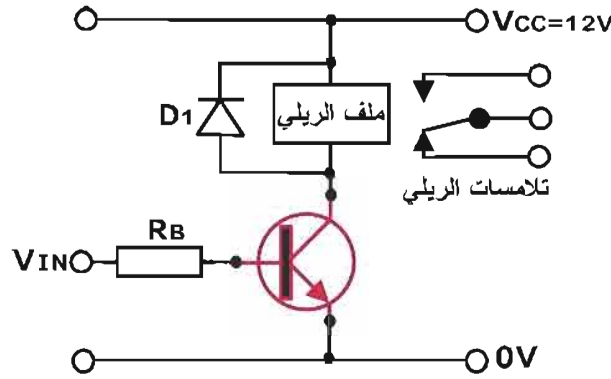 VCC=12V
D1
ملف الريلي
تلامسات الريلي
RB
VIN
0V